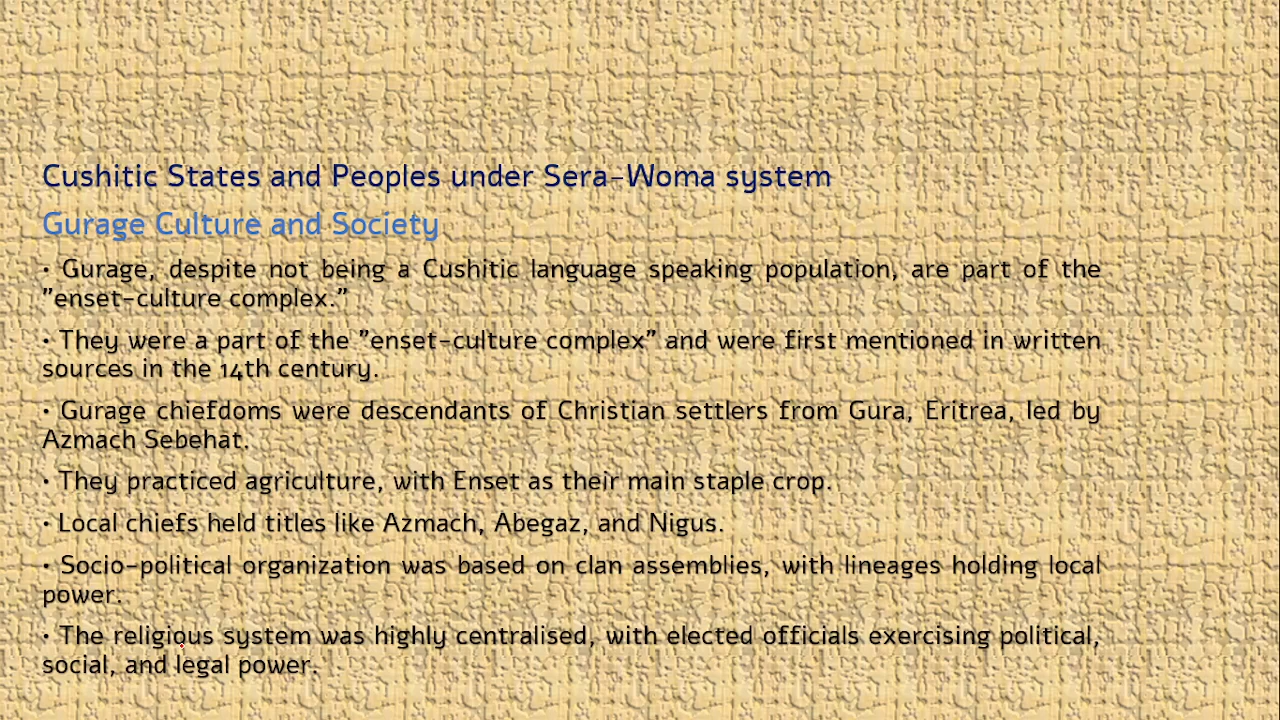 Cushitic States and Peoples under Sera-Woma system
Gurage Culture and Society
• Gurage, despite not being a Cushitic language speaking population, are part of the
"enset-culture complex."
• They were a part of the "enset-culture complex" and were first mentioned in written
sources in the 14th century.
• Gurage chiefdoms were descendants of Christian settlers from Gura, Eritrea, led by
Azmach Sebehat.
• They practiced agriculture, with Enset as their main staple crop.
• Local chiefs held titles like Azmach, Abegaz, and Nigus.
• Socio-political organization was based on clan assemblies, with lineages holding local
power.
• The religious system was highly centralised, with elected officials exercising political,
social, and legal power.